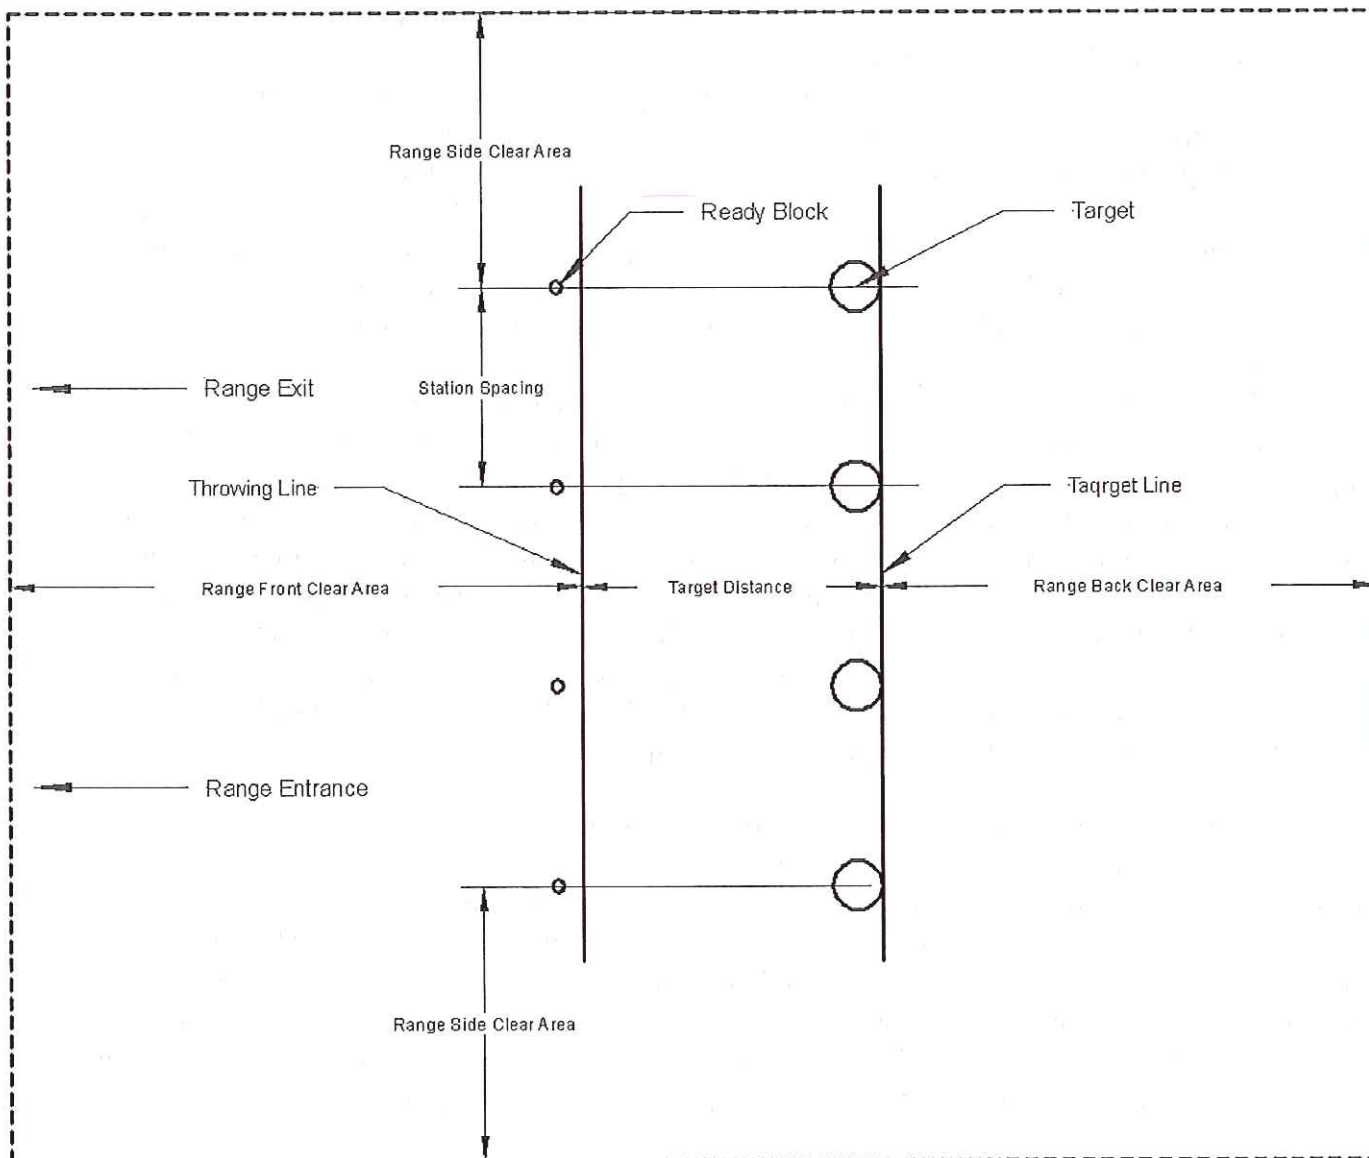 Range Side Clear Area
Ready Block
Target
Range Exit
Station Spacing
Throwing Line
Taqrget Line
Range Front Clear Area
Target Distance
Range Back Clear Area
Range Entrance
Range Side Clear Area